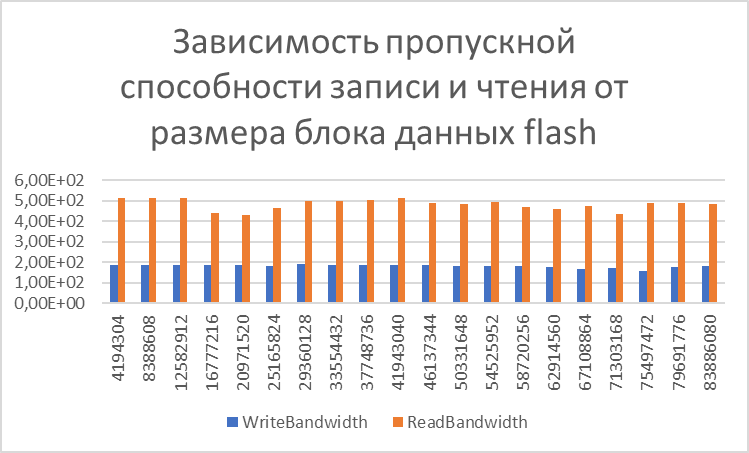 Зависимость пропускной
способности записи и чтения от
размера блока данных flash
6,00E+02
5,00E+02
4,00E+02
3,00E+02
2,00E+02
1,00E+02
0,00E+00
4194304
8388608
12582912
16777216
20971520
25165824
29360128
33554432
37748736
41943040
46137344
50331648
54525952
58720256
62914560
67108864
71303168
75497472
79691776
83886080
WriteBandwidth
ReadBandwidth